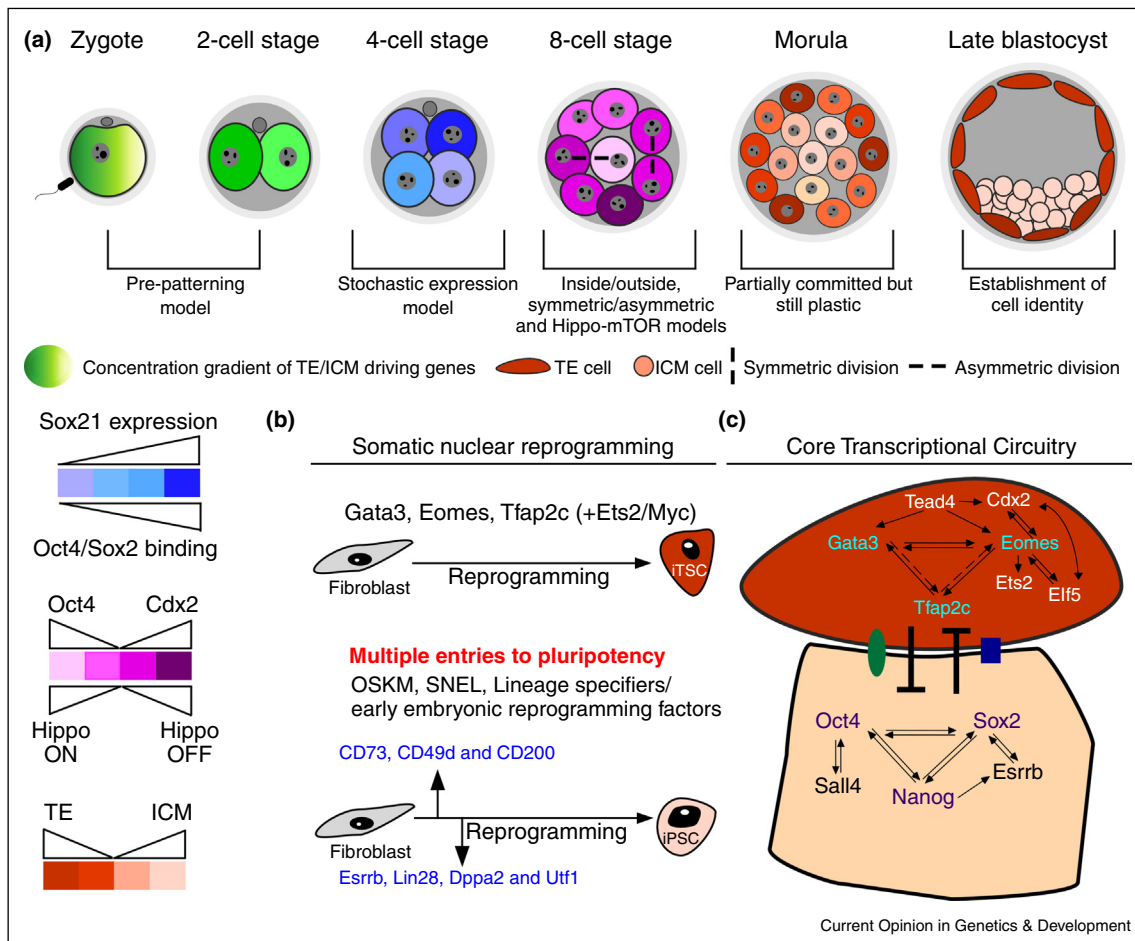 (a)
Zygote
2-cell stage
4-cell stage
8-cell stage
Morula
Late blastocyst
Pre-patterning
model
Stochastic expression
model
Inside/outside,
symmetric/asymmetric
and Hippo-mTOR models
Partially committed but
still plastic
Establishment of
cell identity
Concentration gradient of TE/ICM driving genes
TE cell
ICM cell
Symmetric division
Asymmetric division
Sox21 expression
Oct4/Sox2 binding
Oct4
Cdx2
Hippo
ON
Hippo
OFF
TE
ICM
(b)
Somatic nuclear reprogramming
Gata3, Eomes, Tfap2c (+Ets2/Myc)
Fibroblast
Reprogramming
iTSC
Multiple entries to pluripotency
OSKM, SNEL, Lineage specifiers/
early embryonic reprogramming factors
CD73, CD49d and CD200
Fibroblast
Reprogramming
iPSC
Esrrb, Lin28, Dppa2 and Utf1
(c)
Core Transcriptional Circuitry
Tead4
Cdx2
Gata3
Eomes
Ets2
Elf5
Tfap2c
Oct4
Sox2
Sall4
Esrrb
Nanog
Current Opinion in Genetics & Development